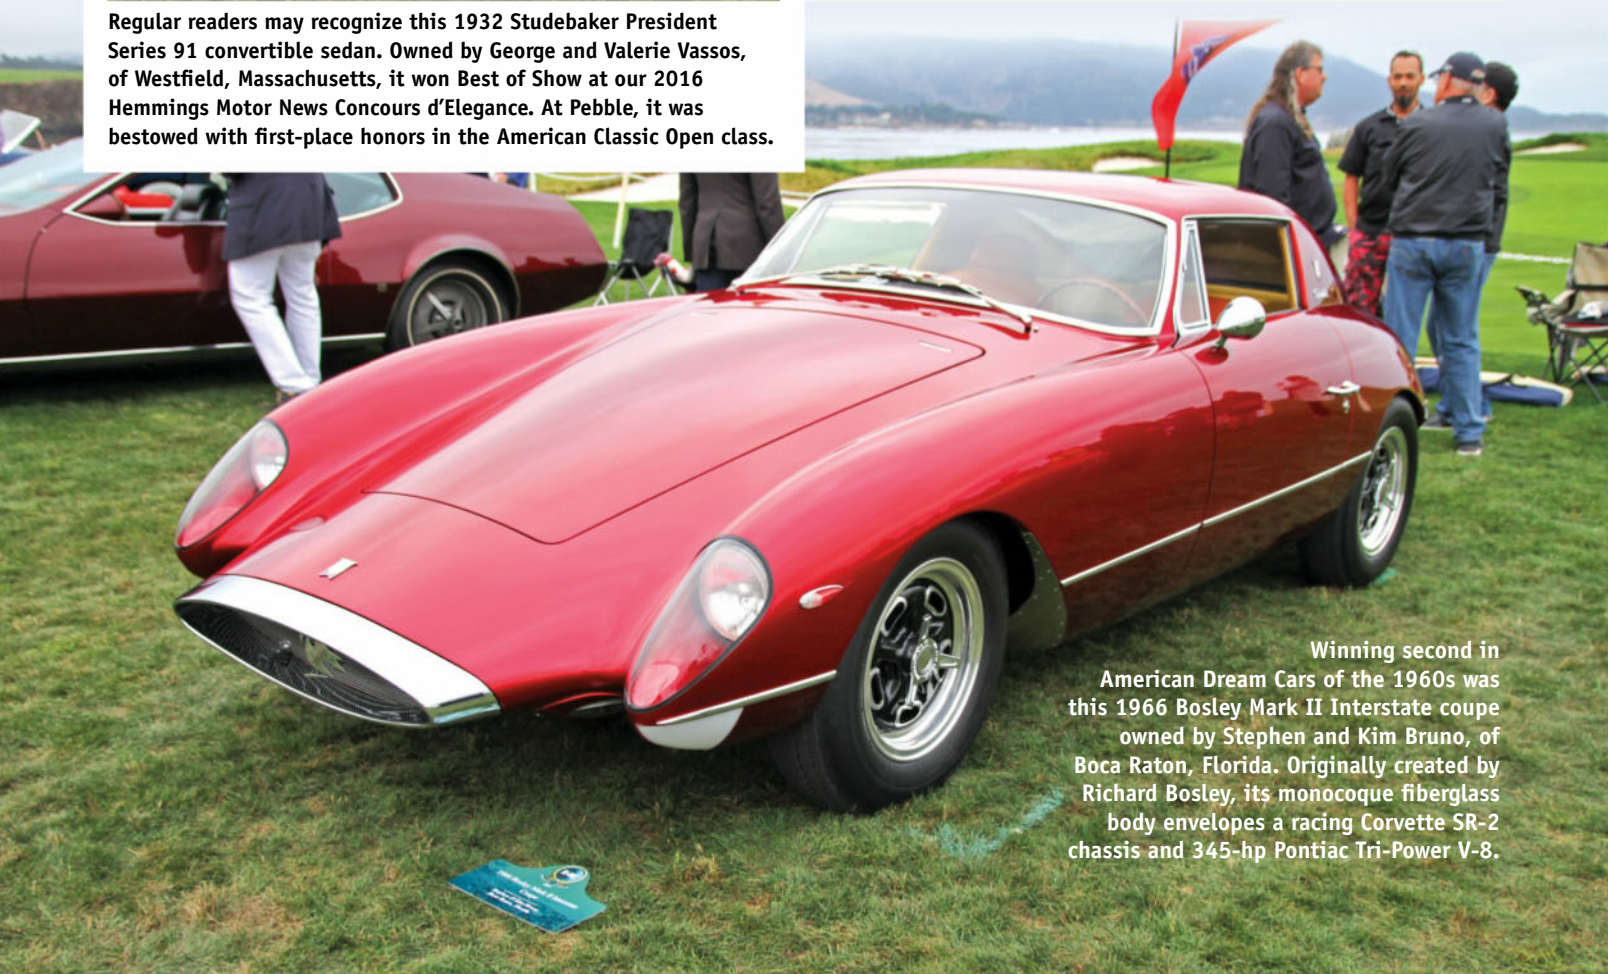 Regular readers may recognize this 1932 Studebaker President
Series 91 convertible sedan. Owned by George and Valerie Vassos,
of Westfield, Massachusetts, it won Best of Show at our 2016
Hemmings Motor News Concours d’Elegance. At Pebble, it was
bestowed with first-place honors in the American Classic Open class.
Winning second in
American Dream Cars of the 1960s was
this 1966 Bosley Mark II Interstate coupe
owned by Stephen and Kim Bruno, of
Boca Raton, Florida. Originally created by
Richard Bosley, its monocoque fiberglass
body envelopes a racing Corvette SR-2
chassis and 345-hp Pontiac Tri-Power V-8.